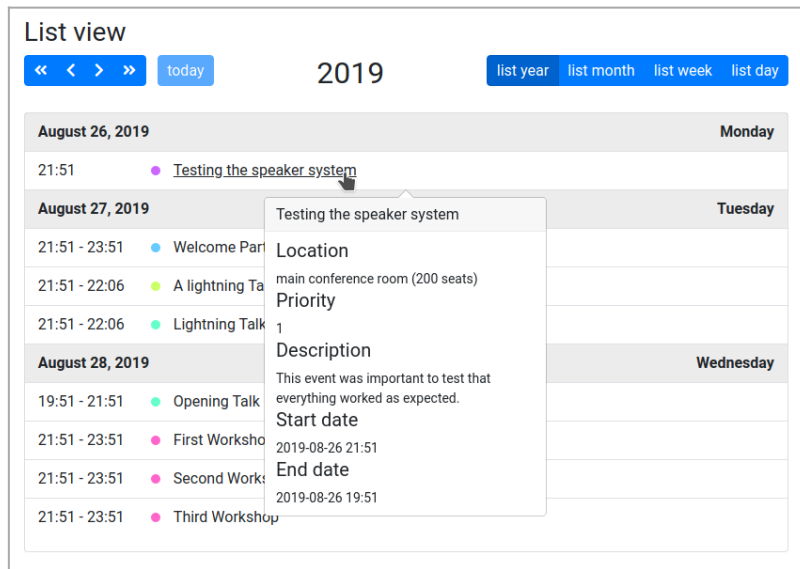 List view
today
2019
list year list month list week list day
August 26, 2019 Monday
21:51 Testing the speaker system
August 27, 2019 Tuesday
21:51 - 23:51 Welcome
21:51 - 22:06 A lightning
21:51 - 22:06 Lightning Talk
August 28, 2019 Wednesday
19:51 - 21:51 Opening Talk
21:51 - 23:51 First
21:51 - 23:51 Second
21:51 - 23:51 Third Workshop
Testing the speaker system
Location
main conference room (200 seats)
Priority
1
Description
This event was important to test that
everything worked as expected.
Start date
2019-08-26 21:51
End date
2019-08-26 19:51